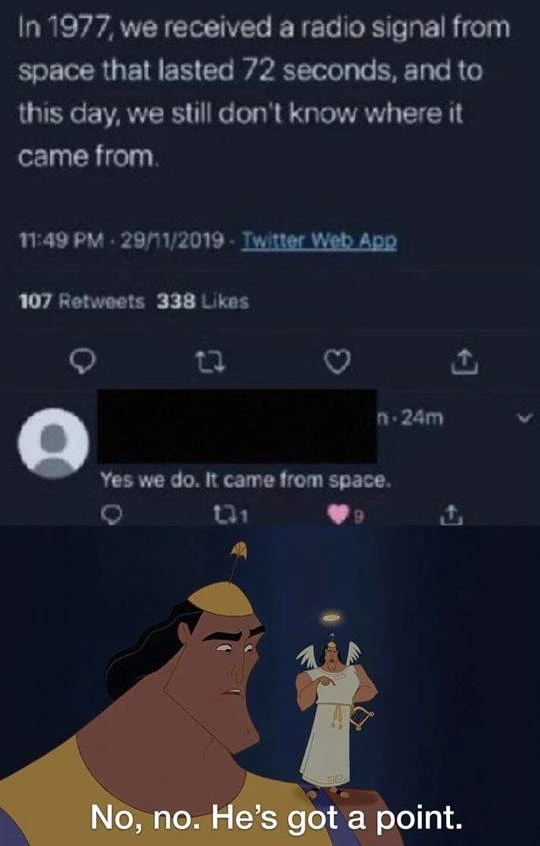 In 1977, we received a radio signal from
space that lasted 72 seconds, and to
this day, we still don't know where it
came from.
11:49 PM · 29/11/2019 · Twitter Web App
107 Retweets 338 Likes
n · 24m
Yes we do. It came from space.
1 9
No, no. He's got a point.